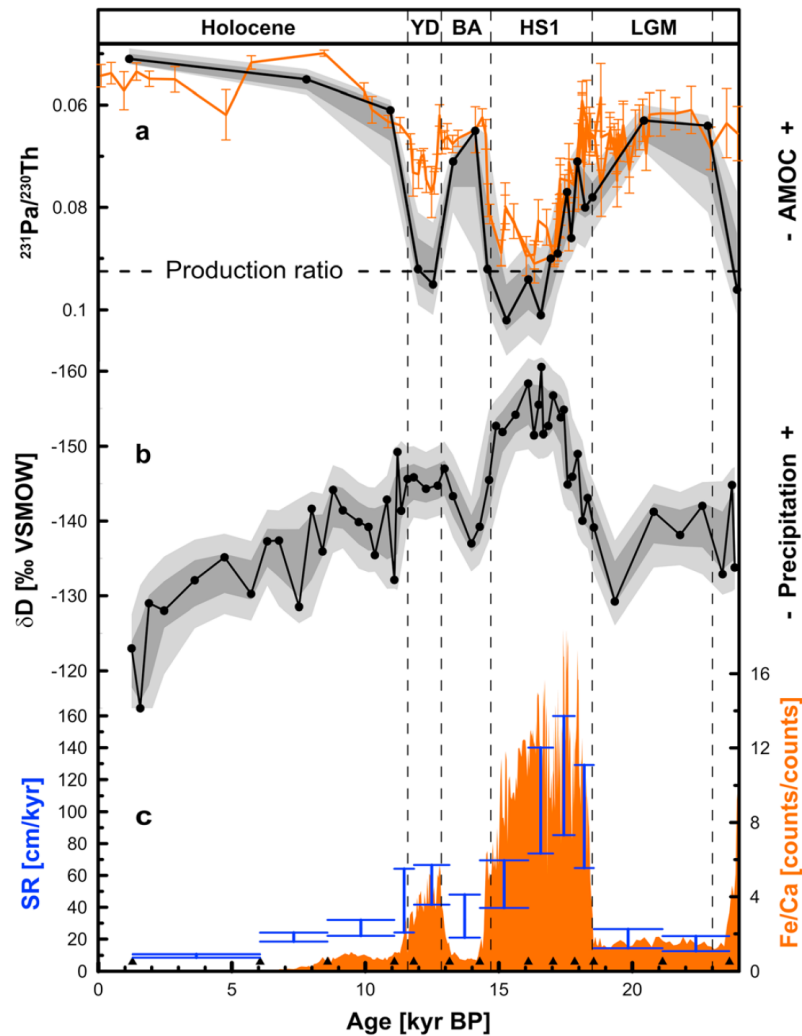 Holocene YD BA HS1 LGM
a
0.06
0.08
0.1
231Pa/230Th
Production ratio
- AMOC +
b
-160
-150
-140
-130
-120
δD [‰ VSMOW]
- Precipitation +
c
160
140
120
100
80
60
40
20
0
SR [cm/kyr]
16
12
8
4
0
Fe/Ca [counts/counts]
0 5 10 15 20
Age [kyr BP]